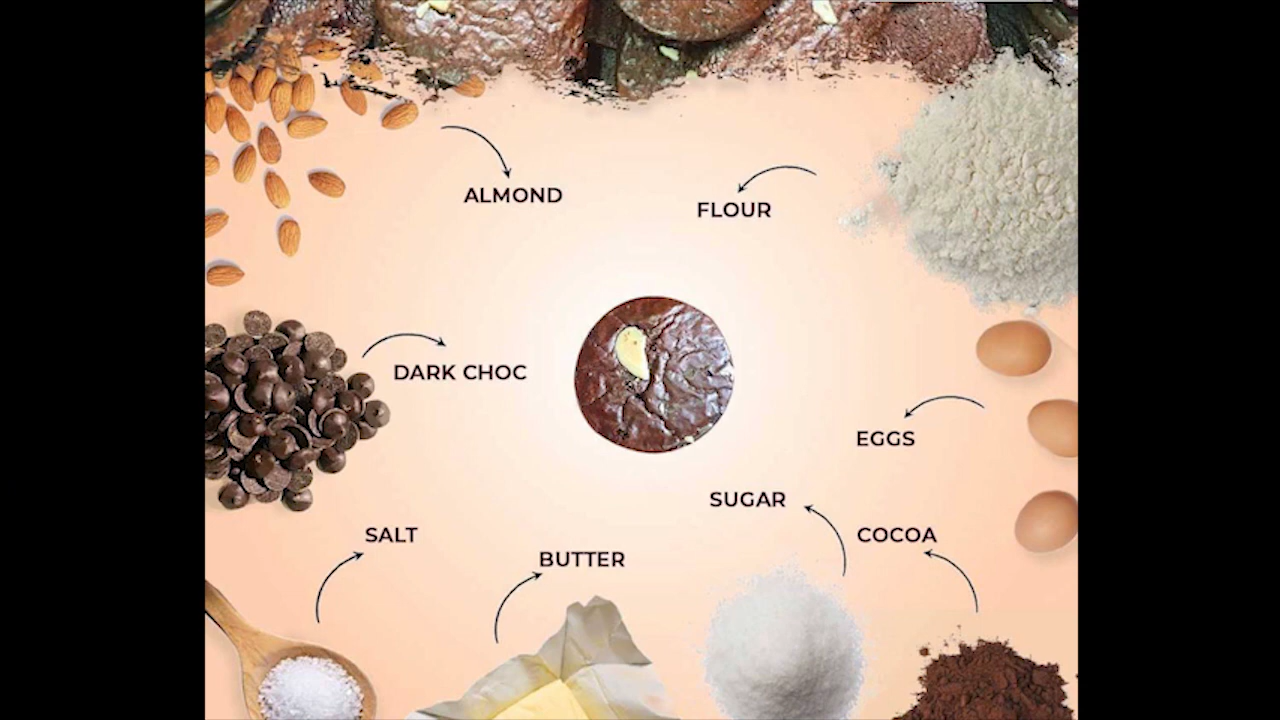 ALMOND
FLOUR
DARK CHOC
EGGS
SUGAR
SALT
COCOA
BUTTER